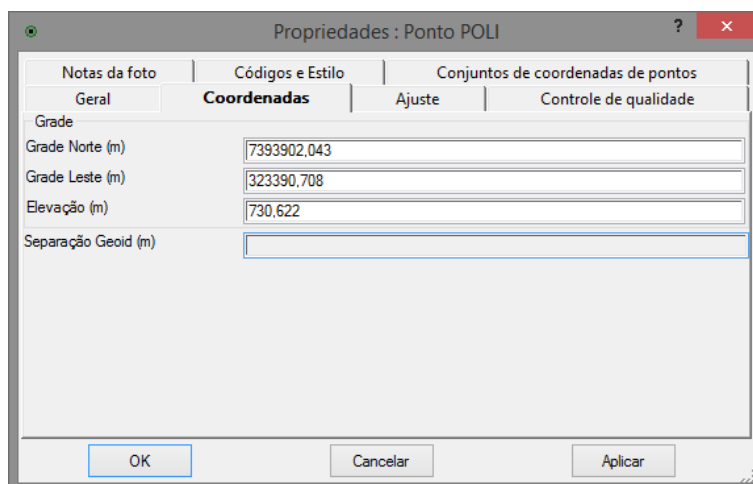 Propriedades : Ponto POLI
? ×
Notas da foto Códigos e Estilo Conjuntos de coordenadas de pontos
Geral Coordenadas Ajuste Controle de qualidade
Grade
Grade Norte (m) 7393902,043
Grade Leste (m) 323390,708
Elevação (m) 730,622
Separação Geoid (m)
OK Cancelar Aplicar